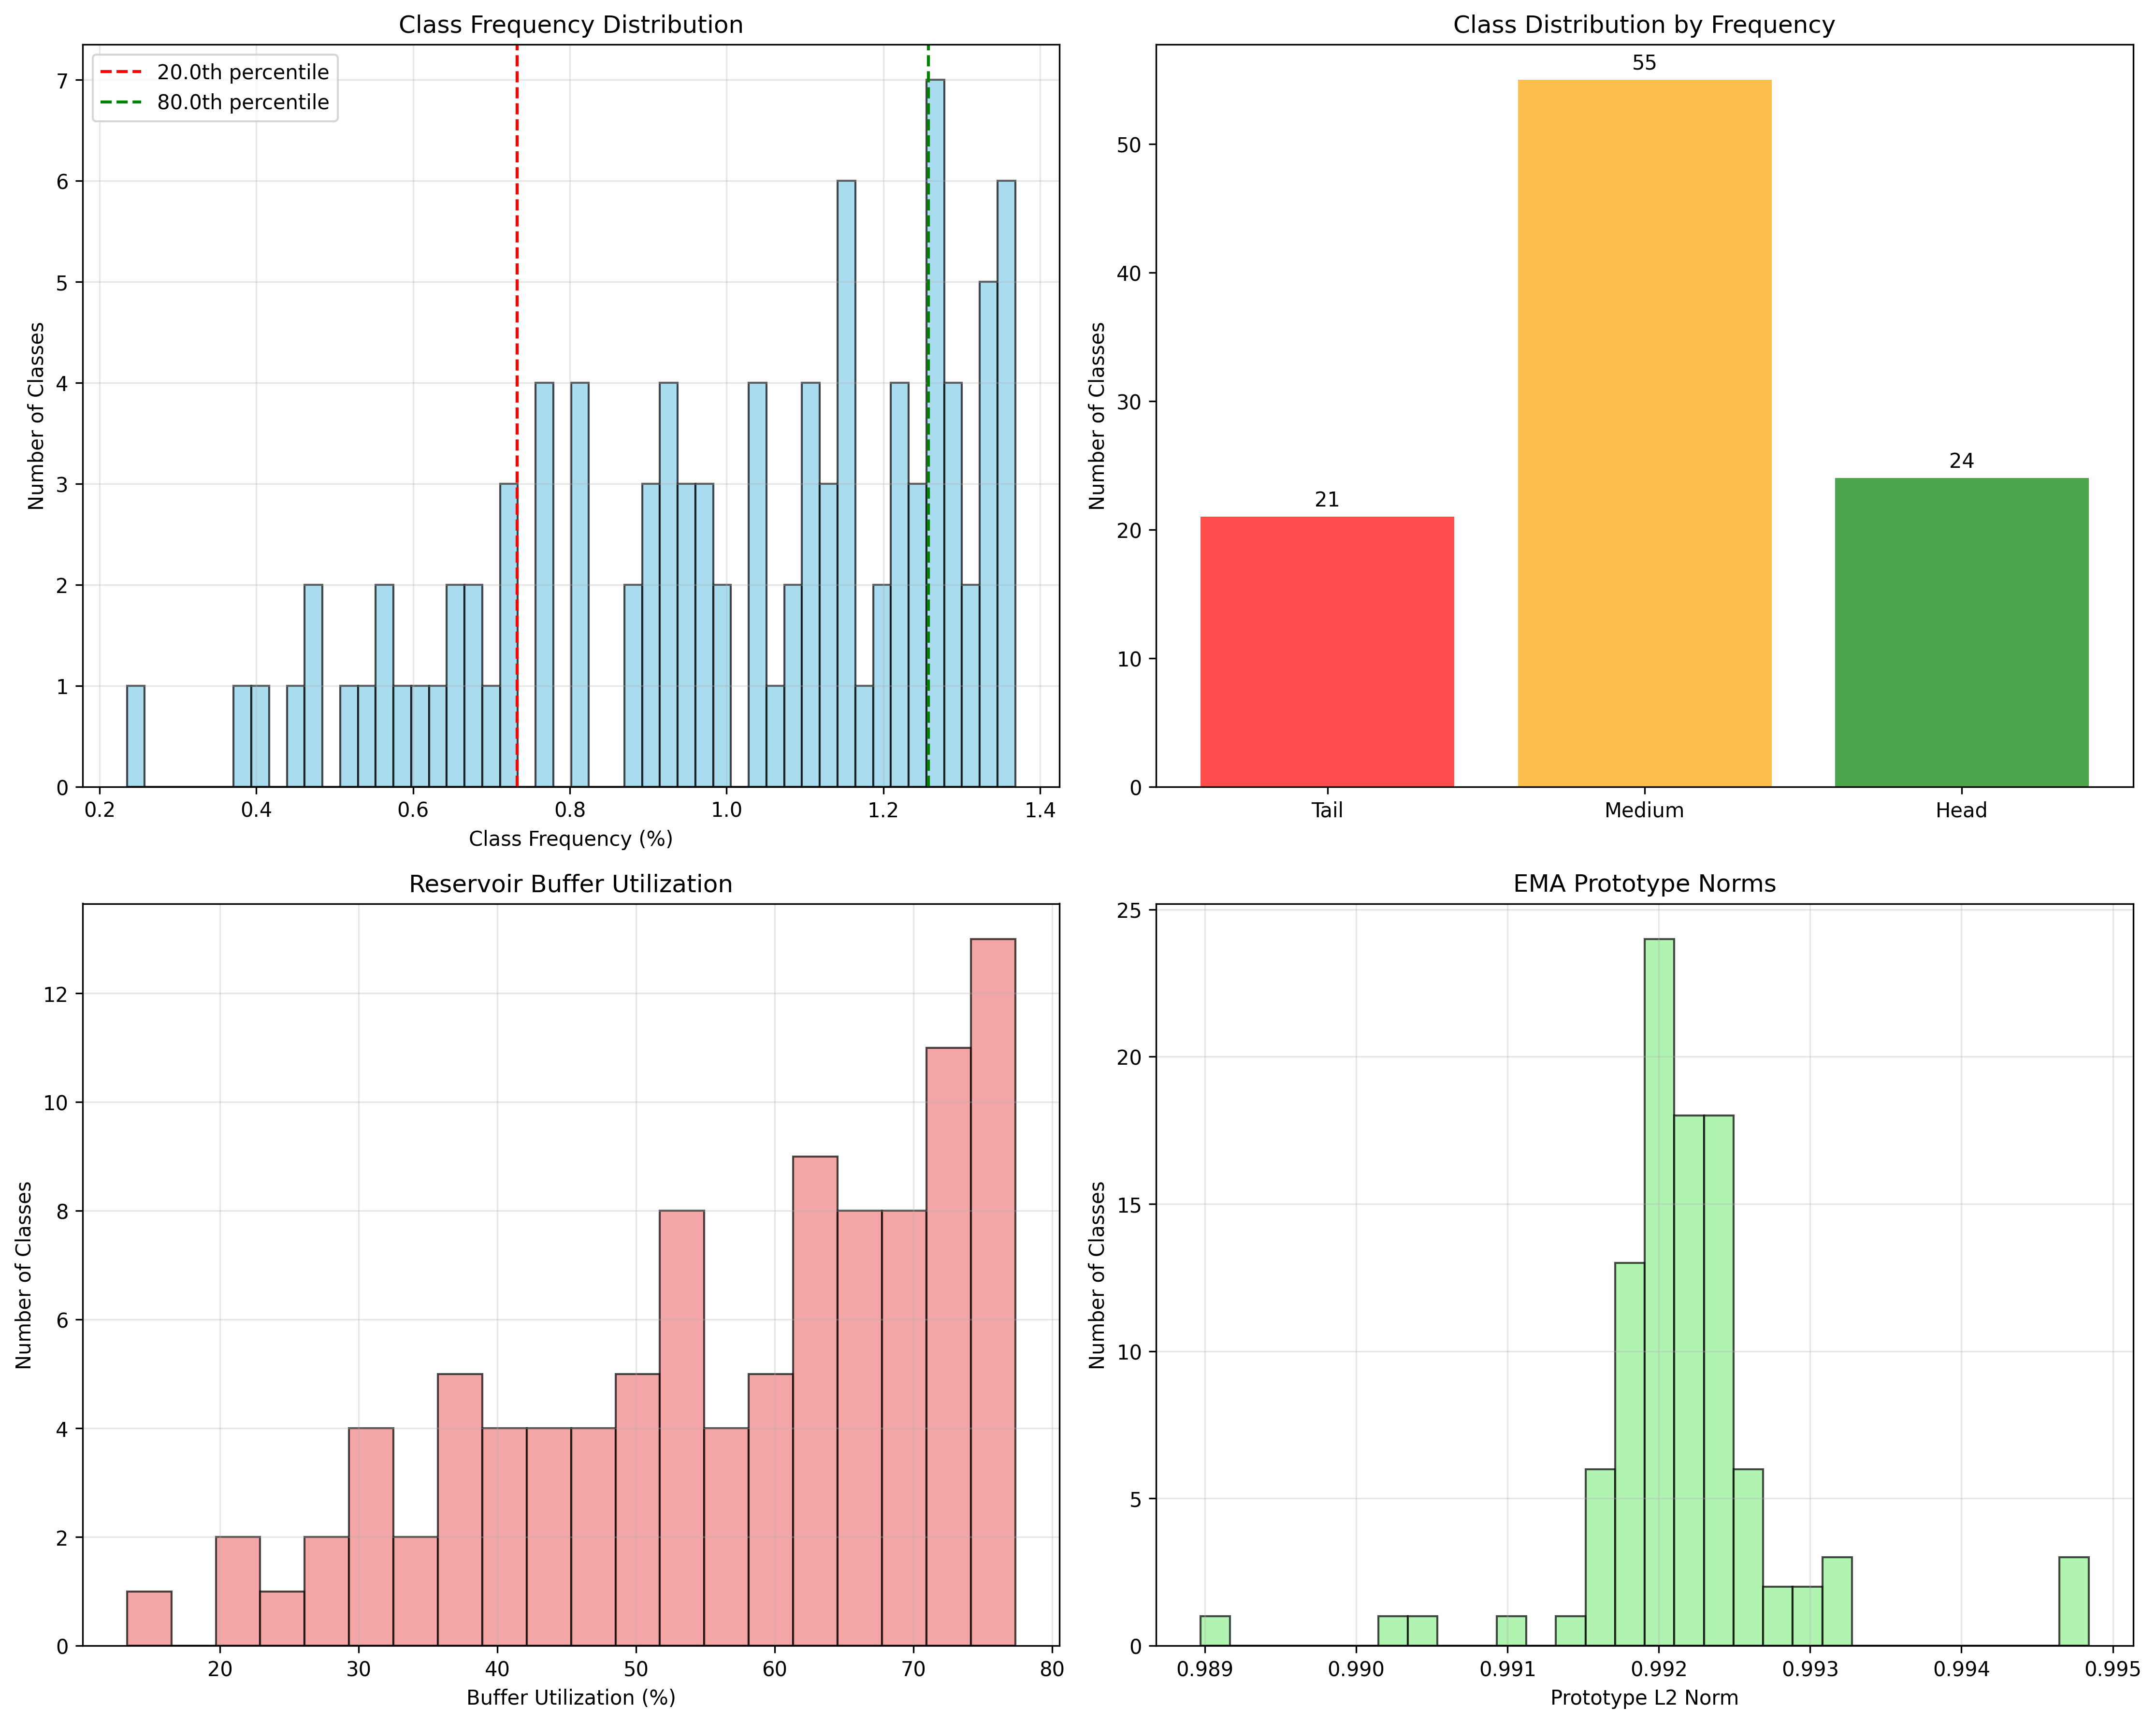 Class Frequency Distribution
20.0th percentile
80.0th percentile
Number of Classes
7
6
5
4
3
2
1
0
0.2 0.4 0.6 0.8 1.0 1.2 1.4
Class Frequency (%)
Class Distribution by Frequency
Number of Classes
50
40
30
20
10
0
21
55
24
Tail Medium Head
Reservoir Buffer Utilization
Number of Classes
12
10
8
6
4
2
0
20 30 40 50 60 70 80
Buffer Utilization (%)
EMA Prototype Norms
Number of Classes
25
20
15
10
5
0
0.989 0.990 0.991 0.992 0.993 0.994 0.995
Prototype L2 Norm